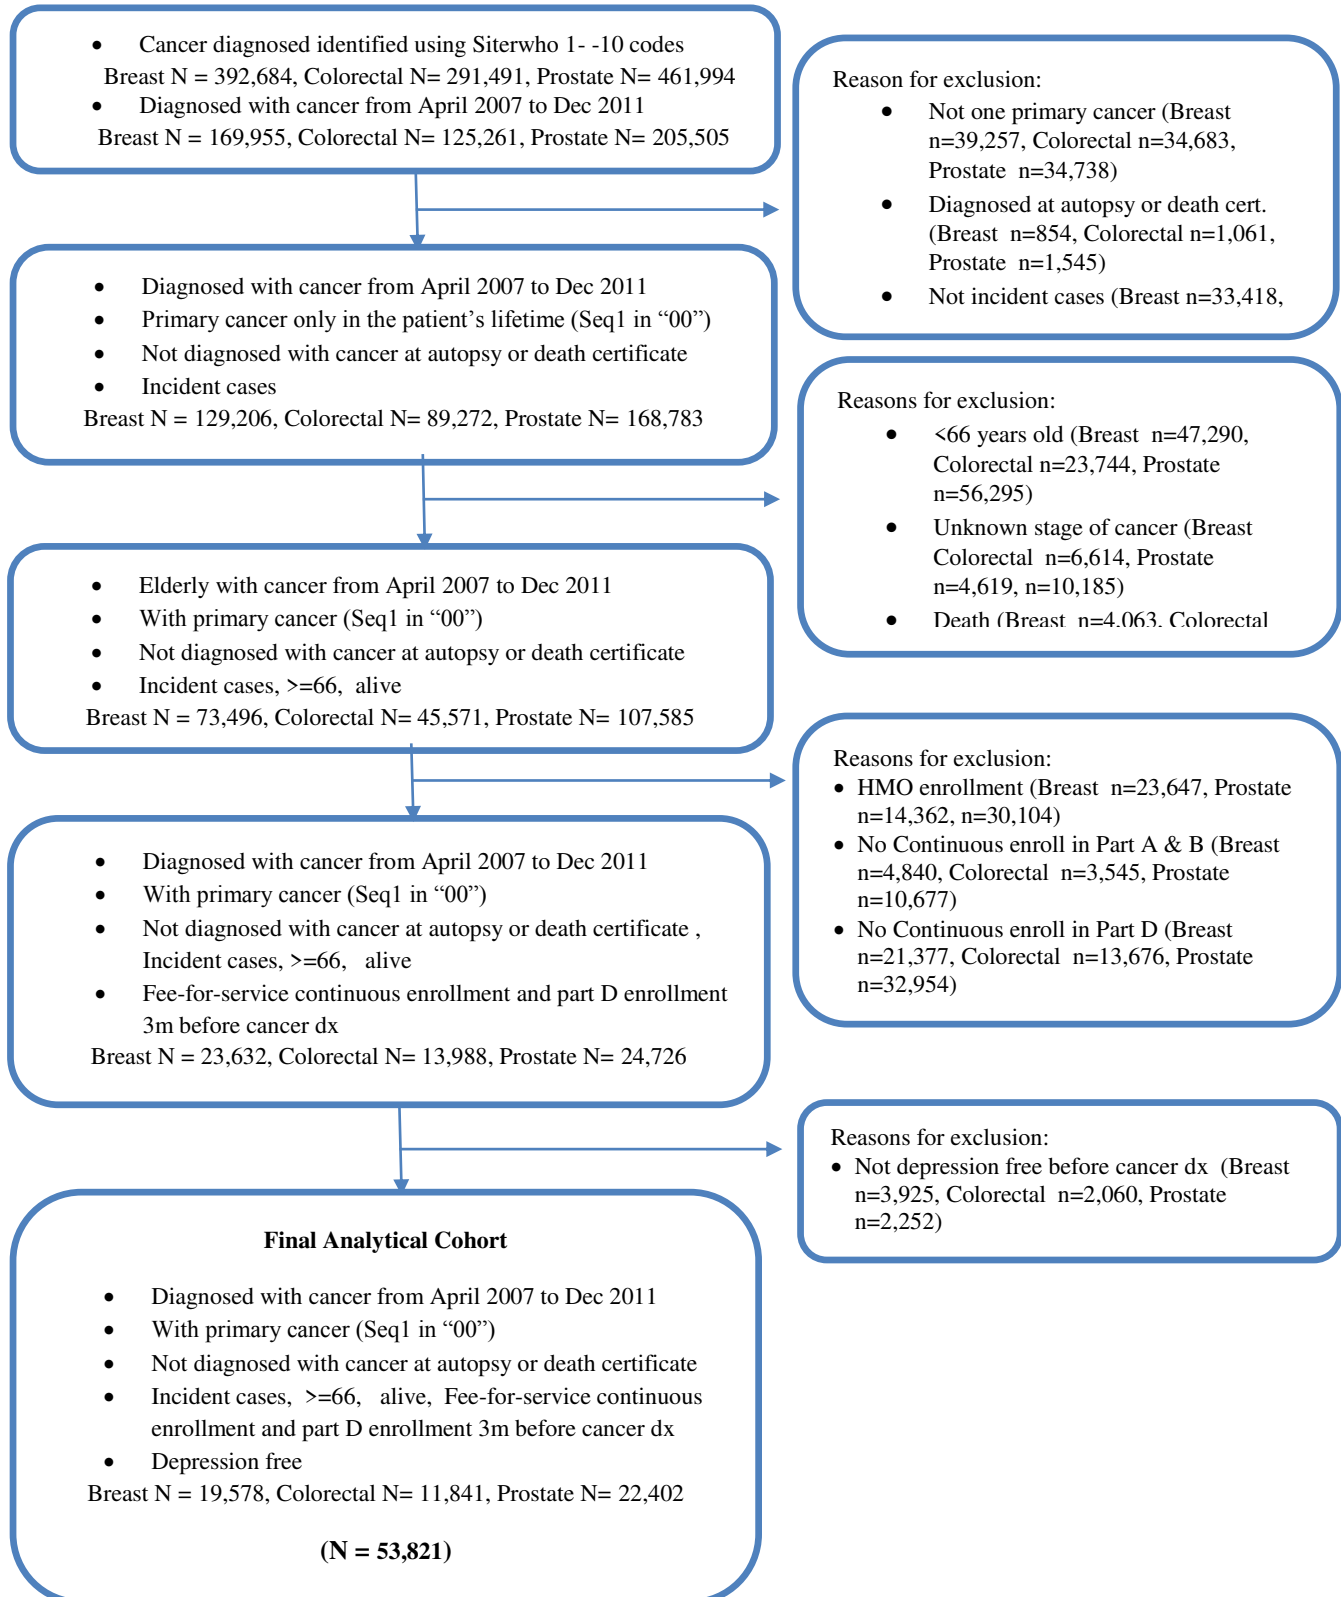 • Cancer diagnosed identified using Siterwho 1- -10 codes
Breast N = 392,684, Colorectal N= 291,491, Prostate N= 461,994
• Diagnosed with cancer from April 2007 to Dec 2011
Breast N = 169,955, Colorectal N= 125,261, Prostate N= 205,505
Reason for exclusion:
• Not one primary cancer (Breast
n=39,257, Colorectal n=34,683,
Prostate n=34,738)
• Diagnosed at autopsy or death cert.
(Breast n=854, Colorectal n=1,061,
Prostate n=1,545)
• Not incident cases (Breast n=33,418,
• Diagnosed with cancer from April 2007 to Dec 2011
• Primary cancer only in the patient’s lifetime (Seq1 in “00”)
• Not diagnosed with cancer at autopsy or death certificate
• Incident cases
Breast N = 129,206, Colorectal N= 89,272, Prostate N= 168,783
Reasons for exclusion:
• <66 years old (Breast n=47,290,
Colorectal n=23,744, Prostate
n=56,295)
• Unknown stage of cancer (Breast
Colorectal n=6,614, Prostate
n=4,619, n=10,185)
• Death (Breast n=4,063, Colorectal
• Elderly with cancer from April 2007 to Dec 2011
• With primary cancer (Seq1 in “00”)
• Not diagnosed with cancer at autopsy or death certificate
• Incident cases, >=66, alive
Breast N = 73,496, Colorectal N= 45,571, Prostate N= 107,585
Reasons for exclusion:
• HMO enrollment (Breast n=23,647, Prostate
n=14,362, n=30,104)
• No Continuous enroll in Part A & B (Breast
n=4,840, Colorectal n=3,545, Prostate
n=10,677)
• No Continuous enroll in Part D (Breast
n=21,377, Colorectal n=13,676, Prostate
n=32,954)
• Diagnosed with cancer from April 2007 to Dec 2011
• With primary cancer (Seq1 in “00”)
• Not diagnosed with cancer at autopsy or death certificate ,
Incident cases, >=66, alive
• Fee-for-service continuous enrollment and part D enrollment
3m before cancer dx
Breast N = 23,632, Colorectal N= 13,988, Prostate N= 24,726
Reasons for exclusion:
• Not depression free before cancer dx (Breast
n=3,925, Colorectal n=2,060, Prostate
n=2,252)
Final Analytical Cohort
• Diagnosed with cancer from April 2007 to Dec 2011
• With primary cancer (Seq1 in “00”)
• Not diagnosed with cancer at autopsy or death certificate
• Incident cases, >=66, alive, Fee-for-service continuous
enrollment and part D enrollment 3m before cancer dx
• Depression free
Breast N = 19,578, Colorectal N= 11,841, Prostate N= 22,402
(N = 53,821)